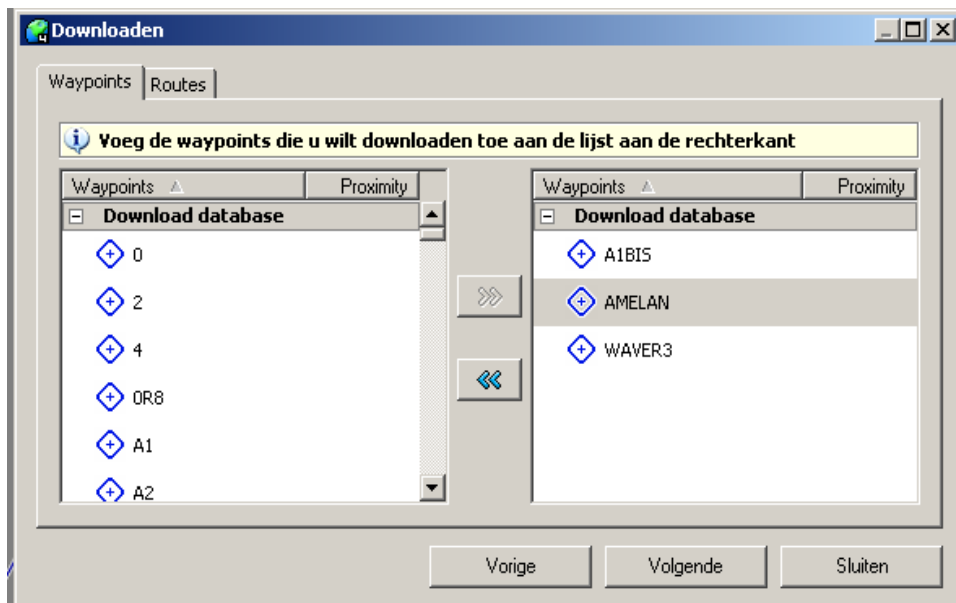 Downloaden
Waypoints Routes
Voeg de waypoints die u wilt downloaden toe aan de lijst aan de rechterkant
Waypoints Proximity
Download database
0
2
4
0R8
A1
A2
Waypoints Proximity
Download database
A1BIS
AMELAN
WAVER3
Vorige Volgende Sluiten